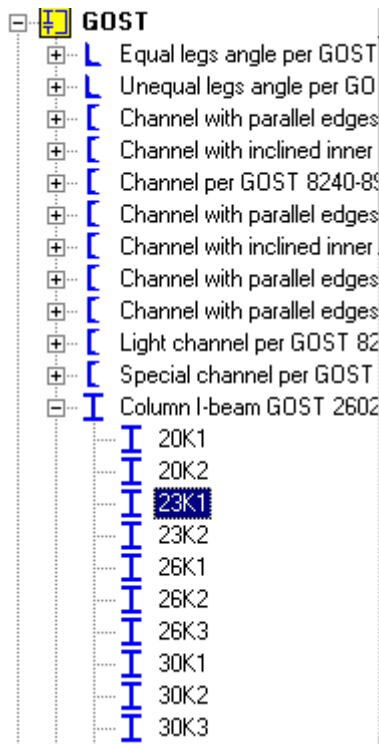 GOST
Equal legs angle per GOST
Unequal legs angle per GO
Channel with parallel edges
Channel with inclined inner
Channel per GOST 8240-89
Channel with parallel edges
Channel with inclined inner
Channel with parallel edges
Channel with parallel edges
Light channel per GOST 82
Special channel per GOST
Column I-beam GOST 2602
20K1
20K2
23K1
23K2
26K1
26K2
26K3
30K1
30K2
30K3